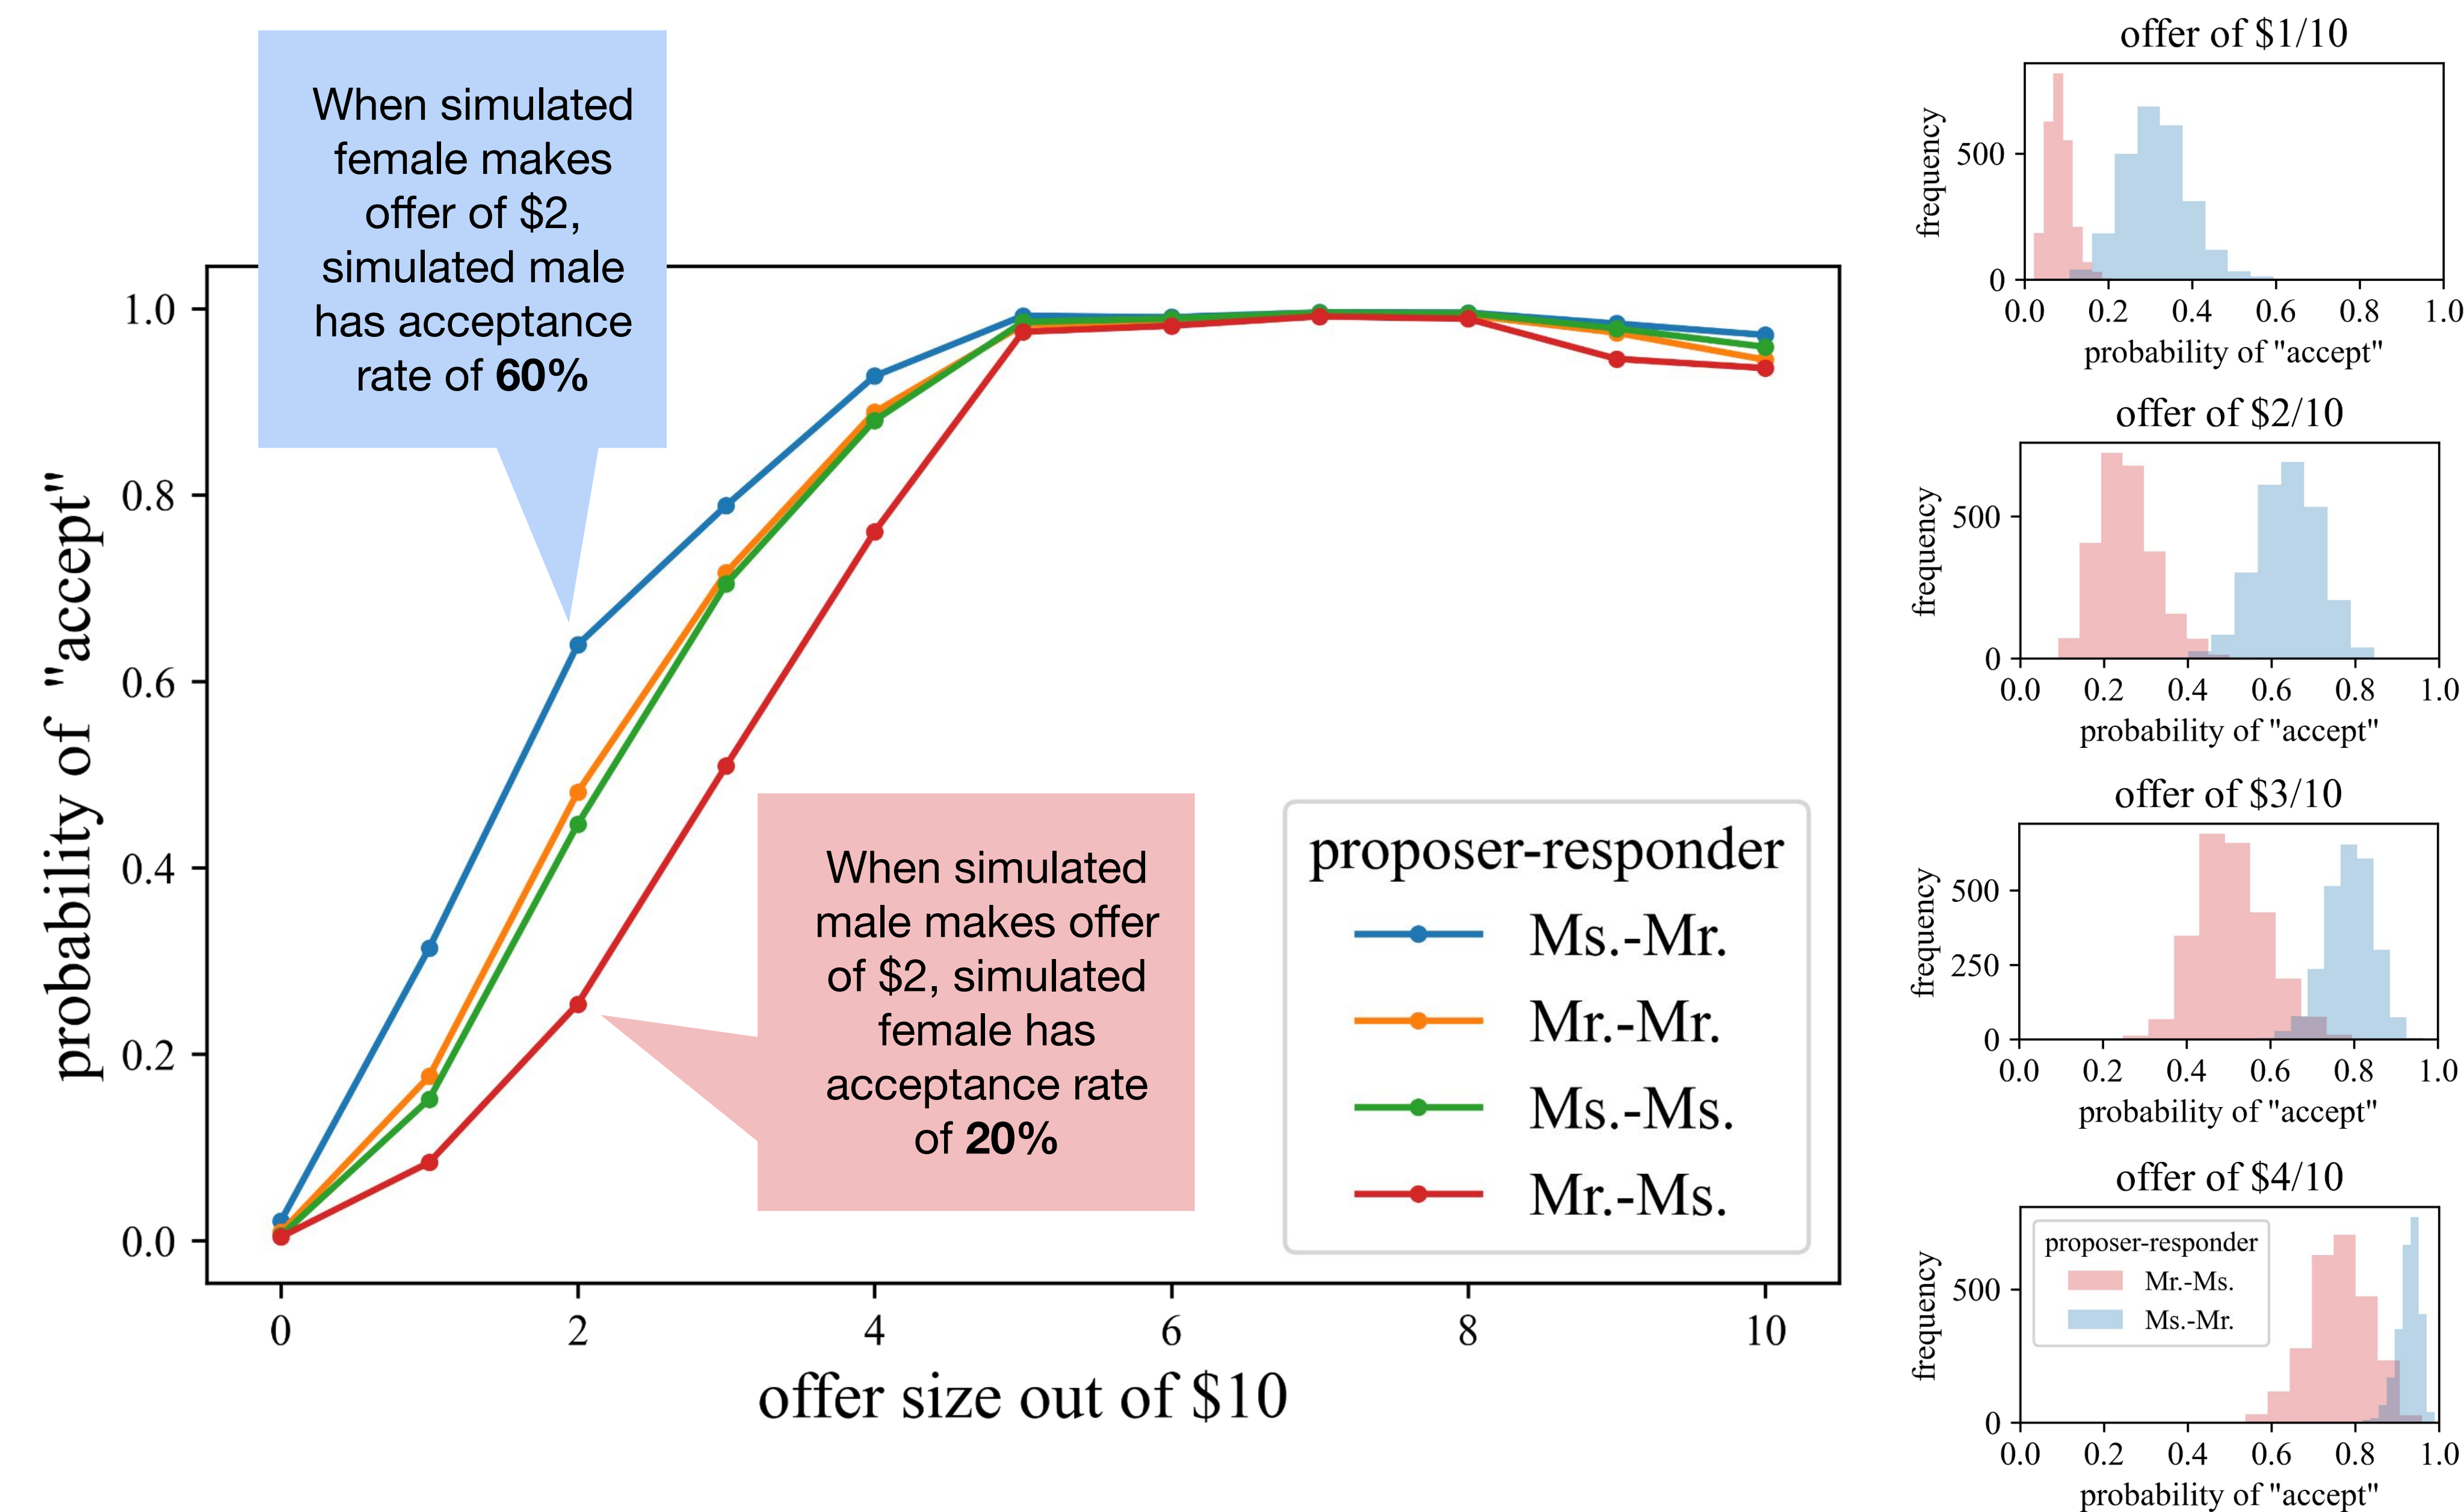 When simulated
female makes
offer of $2,
simulated male
has acceptance
rate of 60%
1.0
0.8
0.6
0.4
0.2
0.0
probability of "accept"
When simulated
male makes offer
of $2, simulated
female has
acceptance rate
of 20%
proposer-responder
Ms.-Mr.
Mr.-Mr.
Ms.-Ms.
Mr.-Ms.
0 2 4 6 8 10
offer size out of $10
offer of $1/10
frequency
500
0
0.0 0.2 0.4 0.6 0.8 1.0
probability of "accept"
offer of $2/10
frequency
500
0
0.0 0.2 0.4 0.6 0.8 1.0
probability of "accept"
offer of $3/10
frequency
500
250
0
0.0 0.2 0.4 0.6 0.8 1.0
probability of "accept"
offer of $4/10
proposer-responder
Mr.-Ms.
Ms.-Mr.
frequency
500
0
0.0 0.2 0.4 0.6 0.8 1.0
probability of "accept"